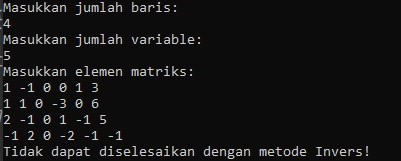 Masukkan jumlah baris:
4
Masukkan jumlah variable:
5
Masukkan elemen matriks:
1 -1 0 0 1 3
1 1 0 -3 0 6
2 -1 0 1 -1 5
-1 2 0 -2 -1 -1
Tidak dapat diselesaikan dengan metode Invers!